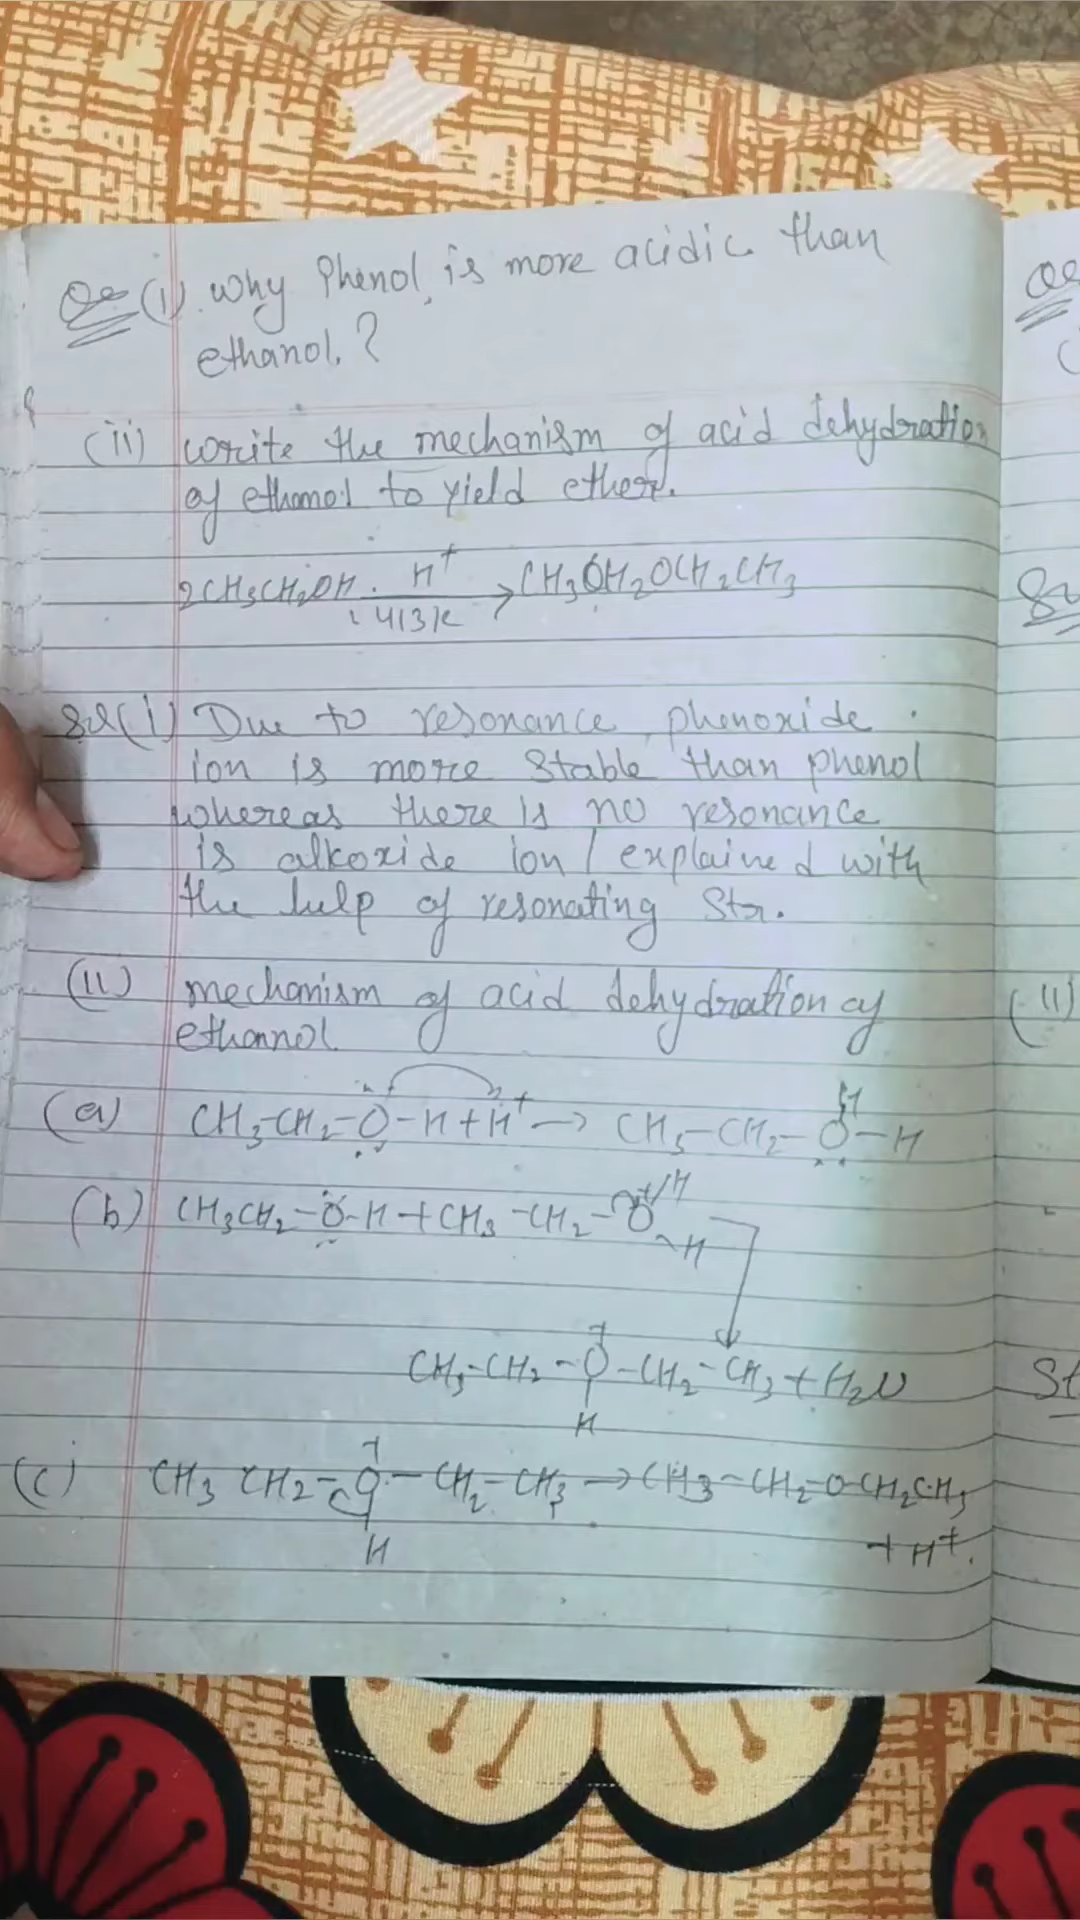 Qe (i). why Phenol, is more acidic than
ethanol. ?
(ii) write the mechanism of acid dehydration
of ethanol to yield ether.
2CH3CH2OH H+ 413K → CH3CH2OCH2CH3
Sol(i) Due to resonance, phenoxide
ion is more stable than phenol
whereas there is no resonance
is alkoxide ion / explained with
the help of resonating Str.
(ii) mechanism of acid dehydration of
ethannol
(a) CH3-CH2-O-H + H+ → CH3-CH2-O-H
H
(b) CH3CH2-O-H + CH3-CH2-O+ H
H
CH3-CH2-O+-CH2-CH3 + H2O
H
(c) CH3 CH2-O+-CH2-CH3 → CH3-CH2-O-CH2CH3
H + H+.
(11)